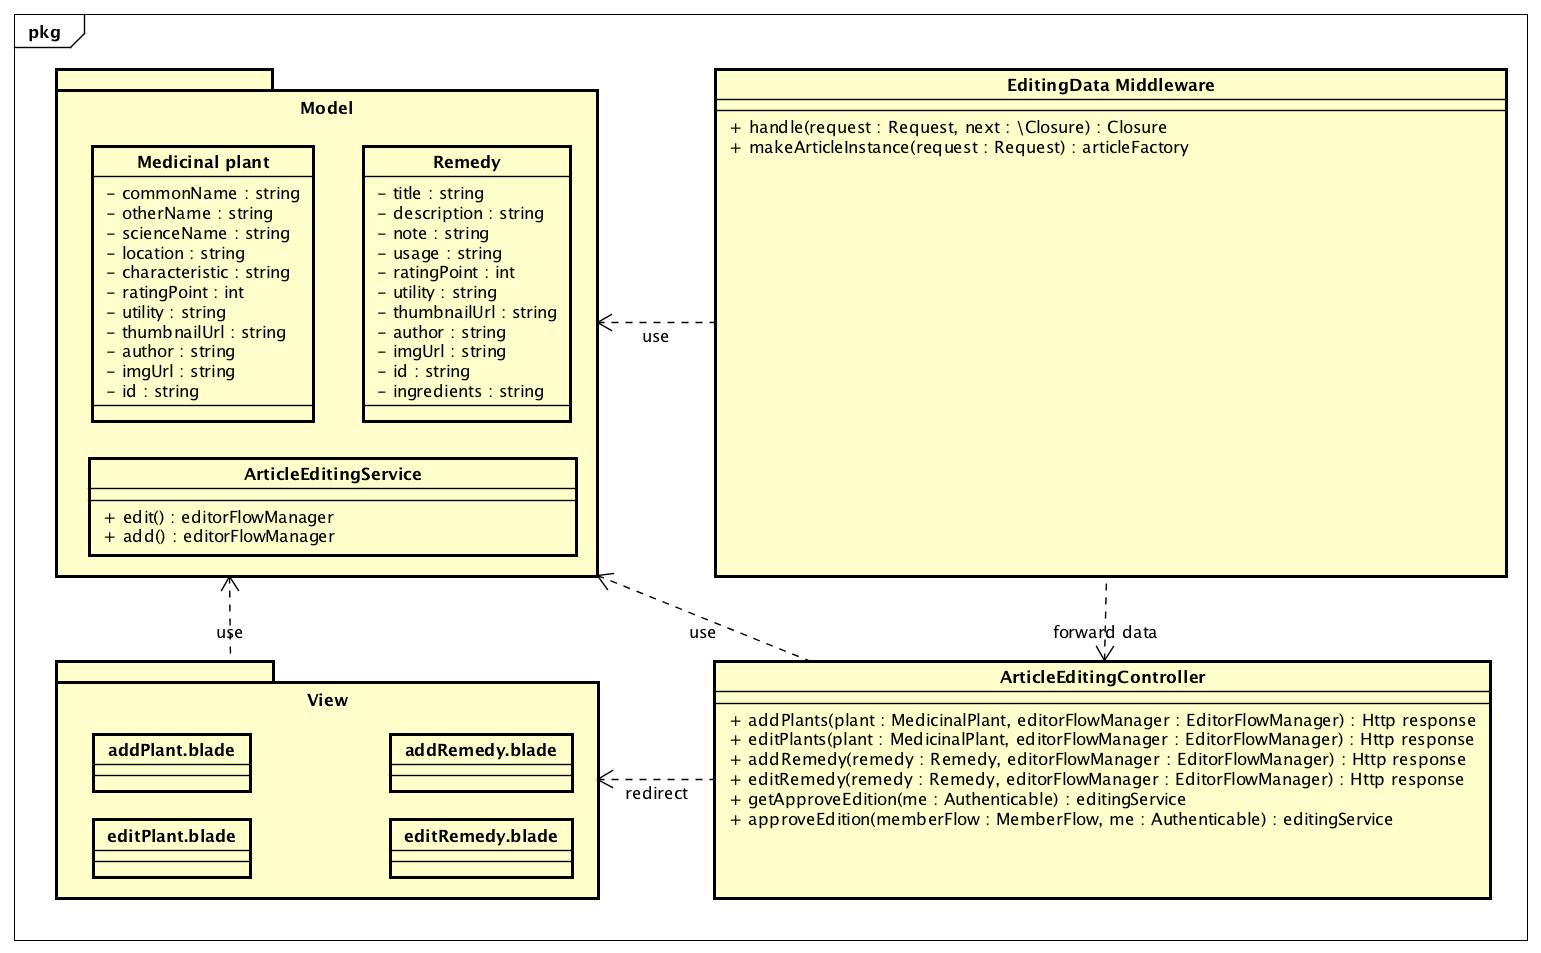 pkg
Model
Medicinal plant
- commonName : string
- otherName : string
- scienceName : string
- location : string
- characteristic : string
- ratingPoint : int
- utility : string
- thumbnailUrl : string
- author : string
- imgUrl : string
- id : string
Remedy
- title : string
- description : string
- note : string
- usage : string
- ratingPoint : int
- utility : string
- thumbnailUrl : string
- author : string
- imgUrl : string
- id : string
- ingredients : string
ArticleEditingService
+ edit() : editorFlowManager
+ add() : editorFlowManager
EditingData Middleware
+ handle(request : Request, next : \Closure) : Closure
+ makeArticleInstance(request : Request) : articleFactory
use
use
use
forward data
View
addPlant.blade
addRemedy.blade
editPlant.blade
editRemedy.blade
redirect
ArticleEditingController
+ addPlants(plant : MedicinalPlant, editorFlowManager : EditorFlowManager) : Http response
+ editPlants(plant : MedicinalPlant, editorFlowManager : EditorFlowManager) : Http response
+ addRemedy(remedy : Remedy, editorFlowManager : EditorFlowManager) : Http response
+ editRemedy(remedy : Remedy, editorFlowManager : EditorFlowManager) : Http response
+ getApproveEdition(me : Authenticable) : editingService
+ approveEdition(memberFlow : MemberFlow, me : Authenticable) : editingService